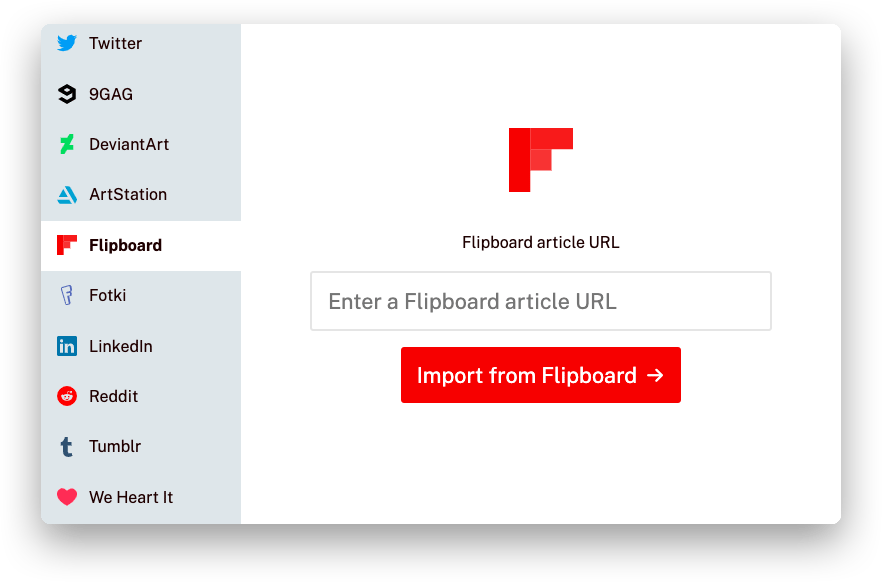 Twitter
9GAG
DeviantArt
ArtStation
Flipboard
Fotki
LinkedIn
Reddit
Tumblr
We Heart It
Flipboard article URL
Enter a Flipboard article URL
Import from Flipboard →